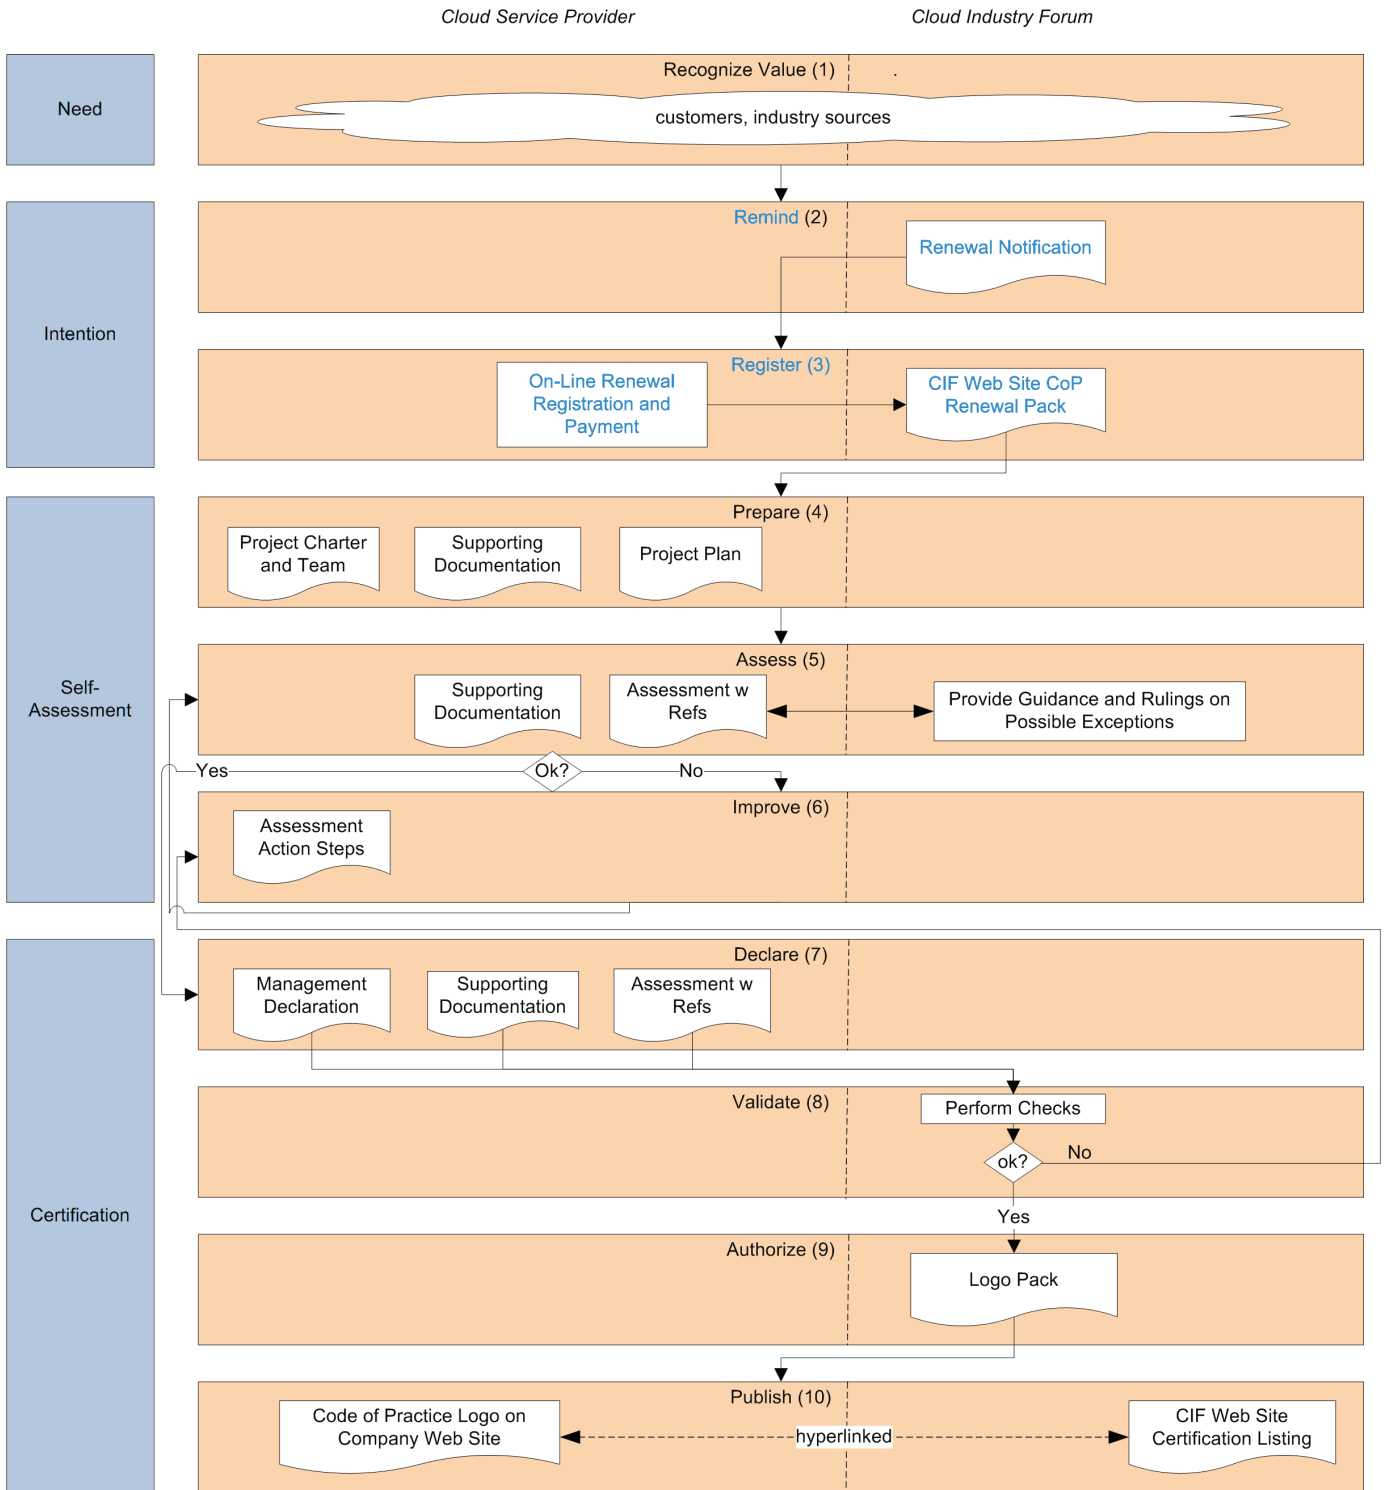 Cloud Service Provider
Cloud Industry Forum
Need
Recognize Value (1)
.
customers, industry sources
Intention
Remind (2)
Renewal Notification
Register (3)
On-Line Renewal
Registration and
Payment
CIF Web Site CoP
Renewal Pack
Self-
Assessment
Prepare (4)
Project Charter
and Team
Supporting
Documentation
Project Plan
Assess (5)
Supporting
Documentation
Assessment w
Refs
Provide Guidance and Rulings on
Possible Exceptions
Yes
Ok?
No
Improve (6)
Assessment
Action Steps
Certification
Declare (7)
Management
Declaration
Supporting
Documentation
Assessment w
Refs
Validate (8)
Perform Checks
ok?
No
Yes
Authorize (9)
Logo Pack
Publish (10)
Code of Practice Logo on
Company Web Site
hyperlinked
CIF Web Site
Certification Listing